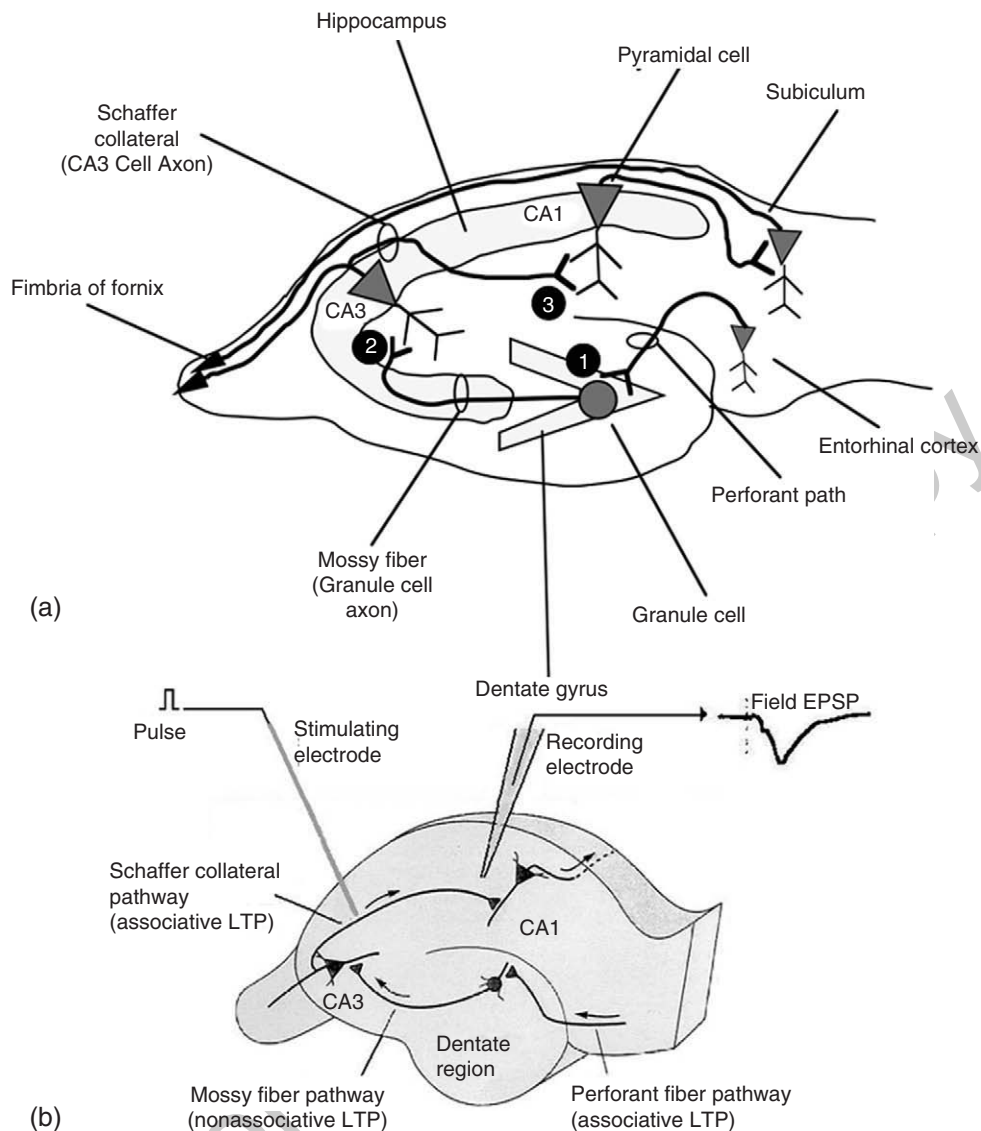 Hippocampus
Pyramidal cell
Subiculum
Schaffer
collateral
(CA3 Cell Axon)
CA1
Fimbria of fornix
CA3
3
2
1
Entorhinal cortex
Perforant path
Mossy fiber
(Granule cell
axon)
Granule cell
(a)
Dentate gyrus
Pulse
Stimulating
electrode
Recording
electrode
Field EPSP
Schaffer collateral
pathway
(associative LTP)
CA1
CA3
Dentate
region
Mossy fiber pathway
(nonassociative LTP)
Perforant fiber pathway
(associative LTP)
(b)